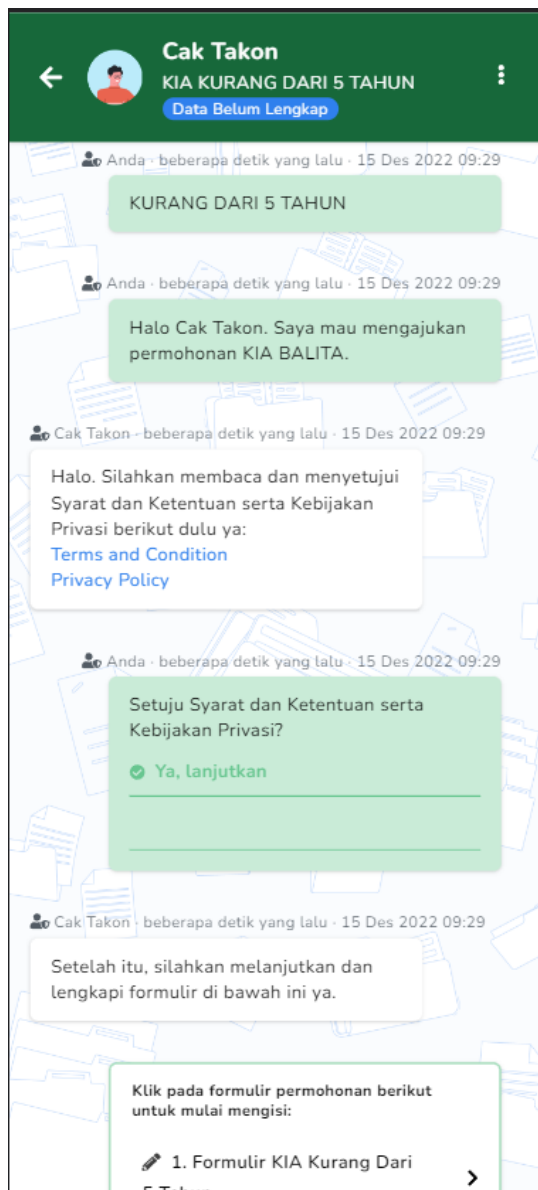 Cak Takon
KIA KURANG DARI 5 TAHUN
Data Belum Lengkap
Anda · beberapa detik yang lalu · 15 Des 2022 09:29
KURANG DARI 5 TAHUN
Anda · beberapa detik yang lalu · 15 Des 2022 09:29
Halo Cak Takon. Saya mau mengajukan
permohonan KIA BALITA.
Cak Takon · beberapa detik yang lalu · 15 Des 2022 09:29
Halo. Silahkan membaca dan menyetujui
Syarat dan Ketentuan serta Kebijakan
Privasi berikut dulu ya:
Terms and Condition
Privacy Policy
Anda · beberapa detik yang lalu · 15 Des 2022 09:29
Setuju Syarat dan Ketentuan serta
Kebijakan Privasi?
Ya, lanjutkan
Cak Takon · beberapa detik yang lalu · 15 Des 2022 09:29
Setelah itu, silahkan melanjutkan dan
lengkapi formulir di bawah ini ya.
Klik pada formulir permohonan berikut
untuk mulai mengisi:
1. Formulir KIA Kurang Dari
5 Tahun